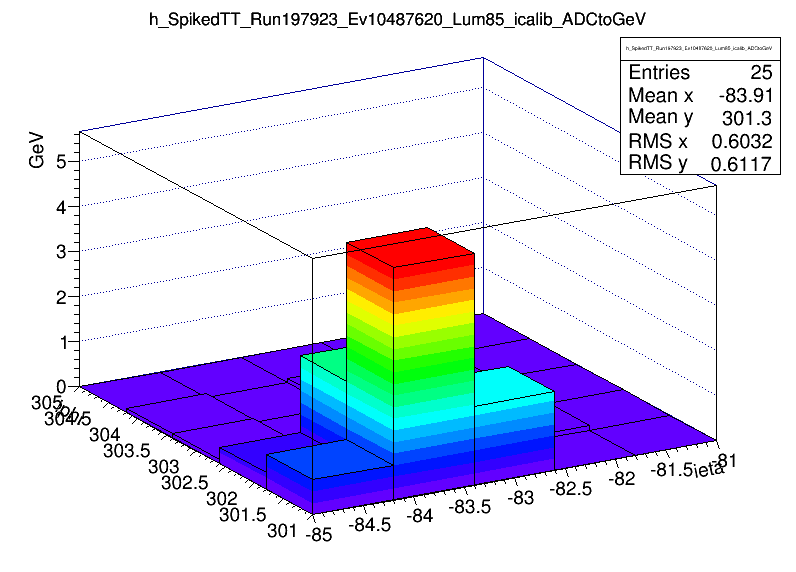 h_SpikedTT_Run197923_Ev10487620_Lum85_icalib_ADCtoGeV
h_SpikedTT_Run197923_Ev10487620_Lum85_icalib_ADCtoGeV
Entries 25
Mean x -83.91
Mean y 301.3
RMS x 0.6032
RMS y 0.6117
GeV
5
4
3
2
1
0
305
304.5
304
303.5
303
302.5
302
301.5
301
-85
-84.5
-84
-83.5
-83
-82.5
-82
-81.5
-81
ieta